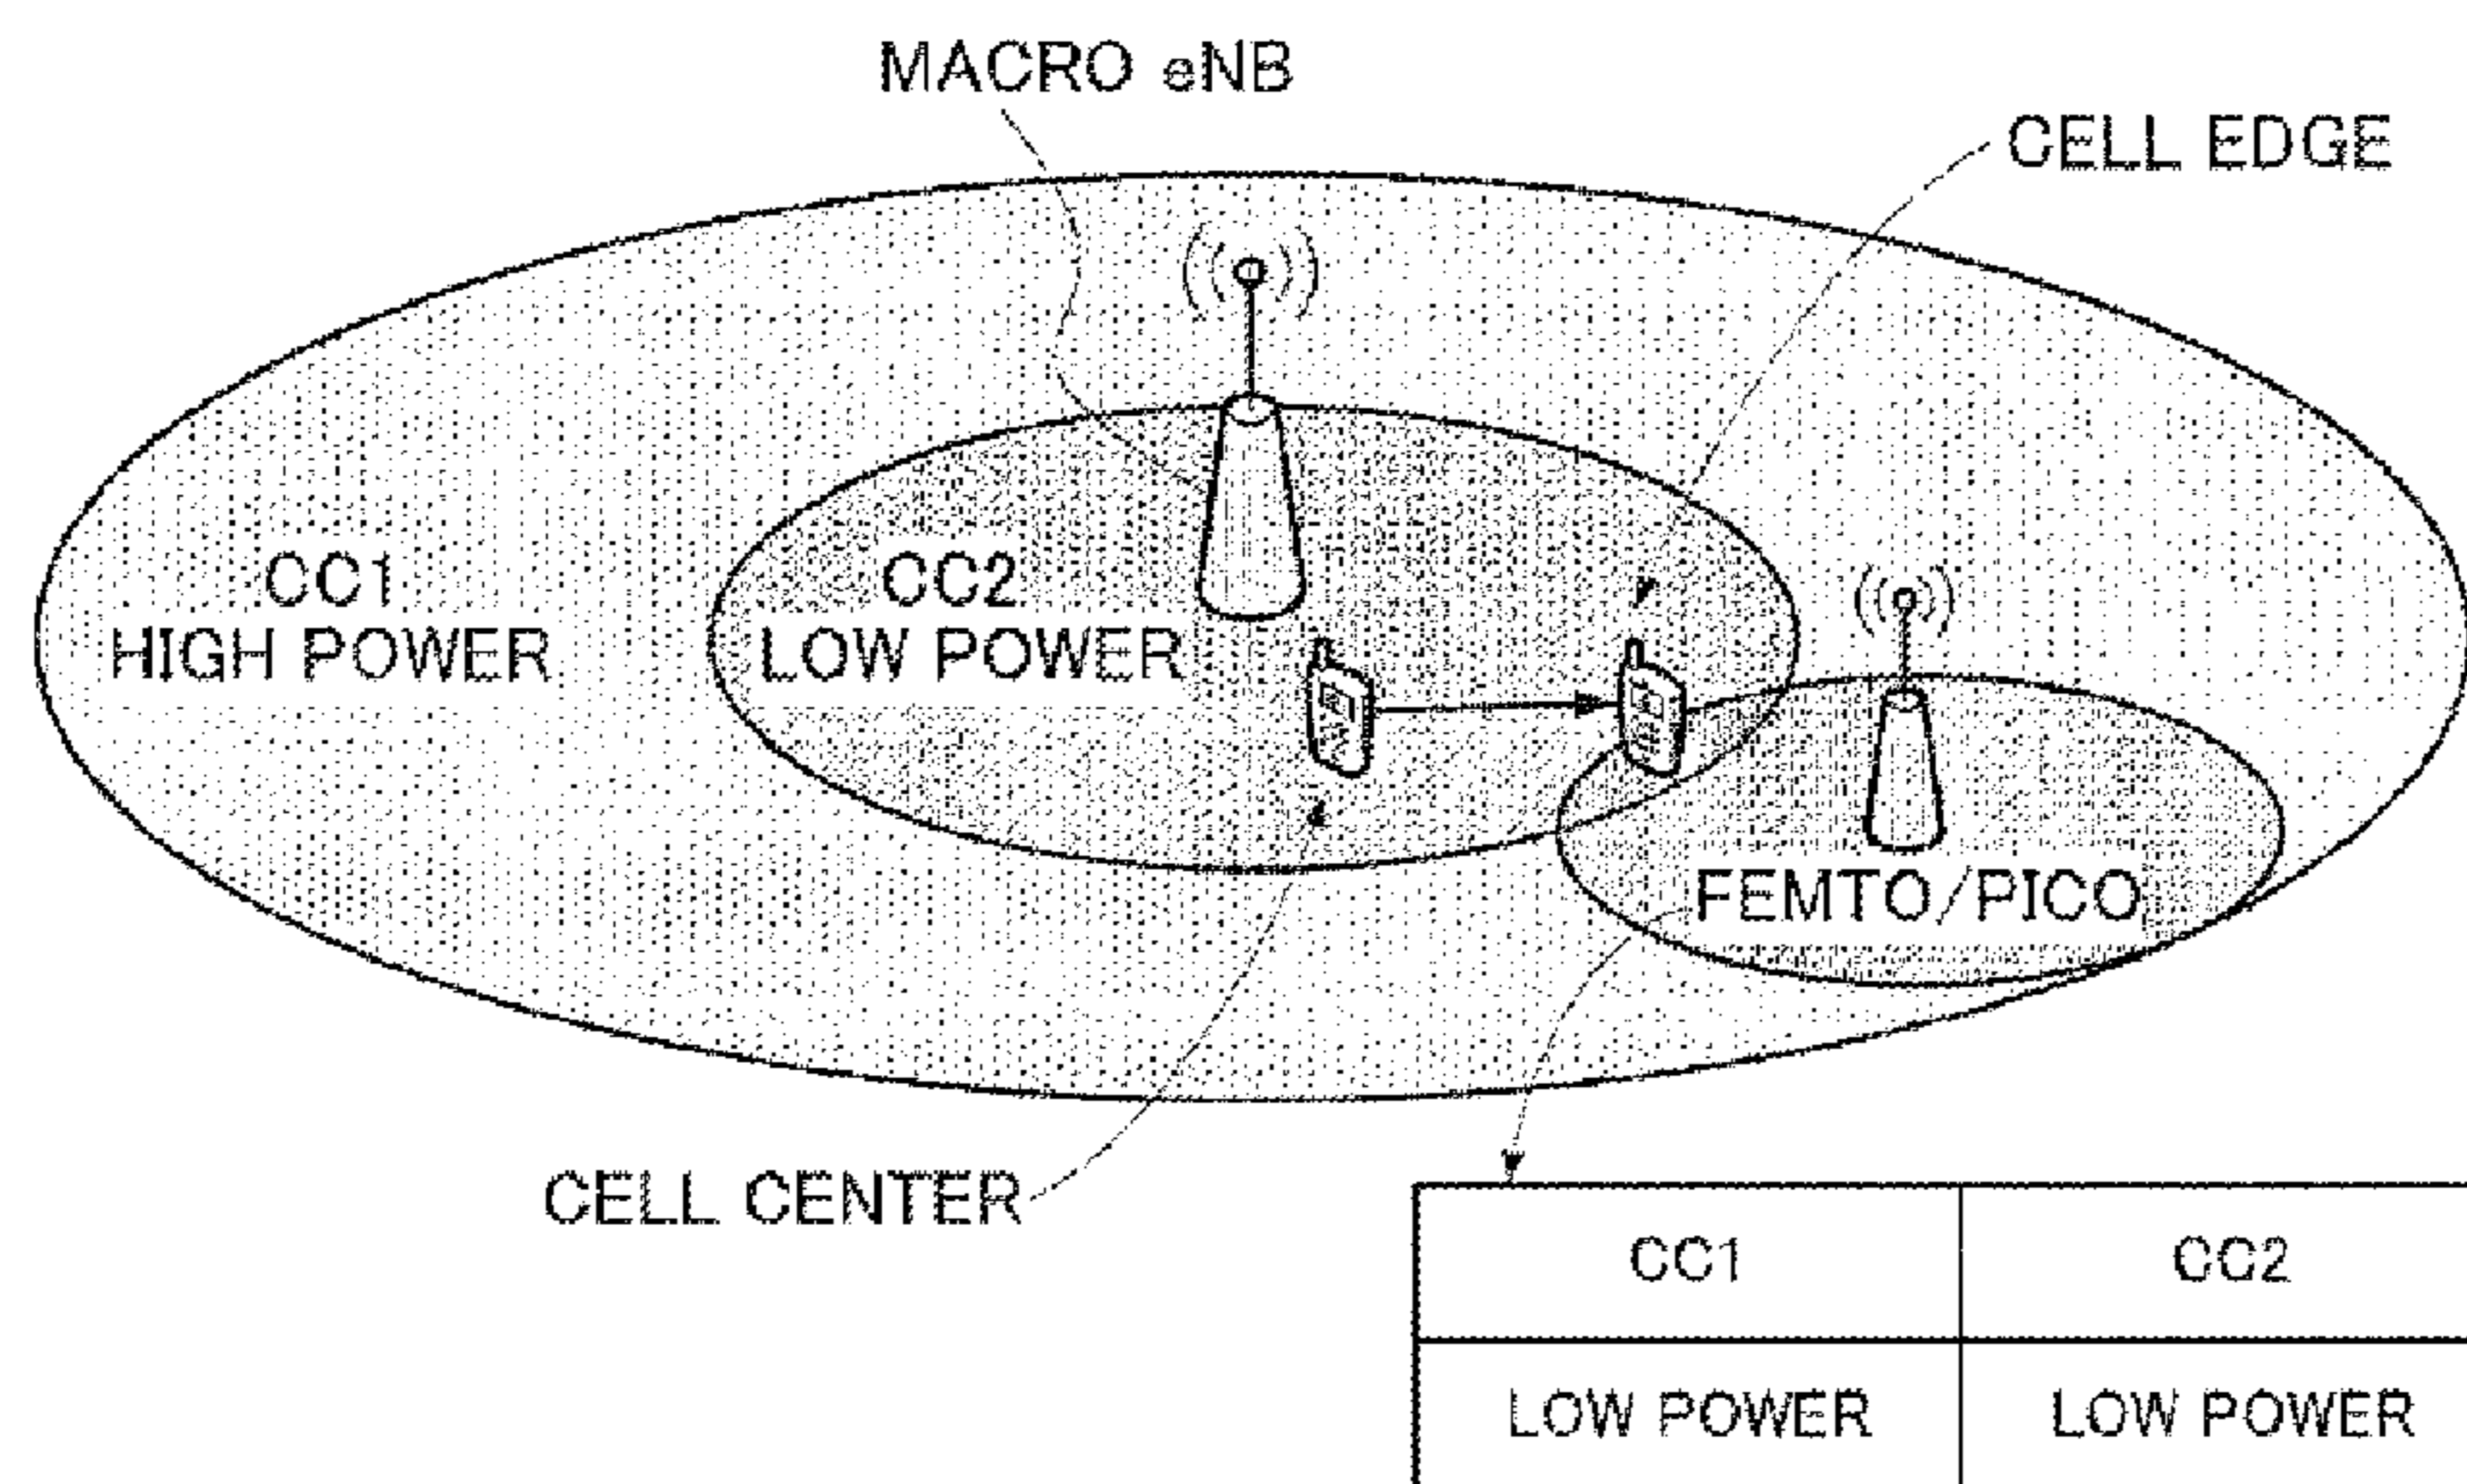 MACRO eNB
CELL EDGE
CC1
HIGH POWER
CC2
LOW POWER
FEMTO/PICO
CELL CENTER
CC1 CC2
LOW POWER LOW POWER